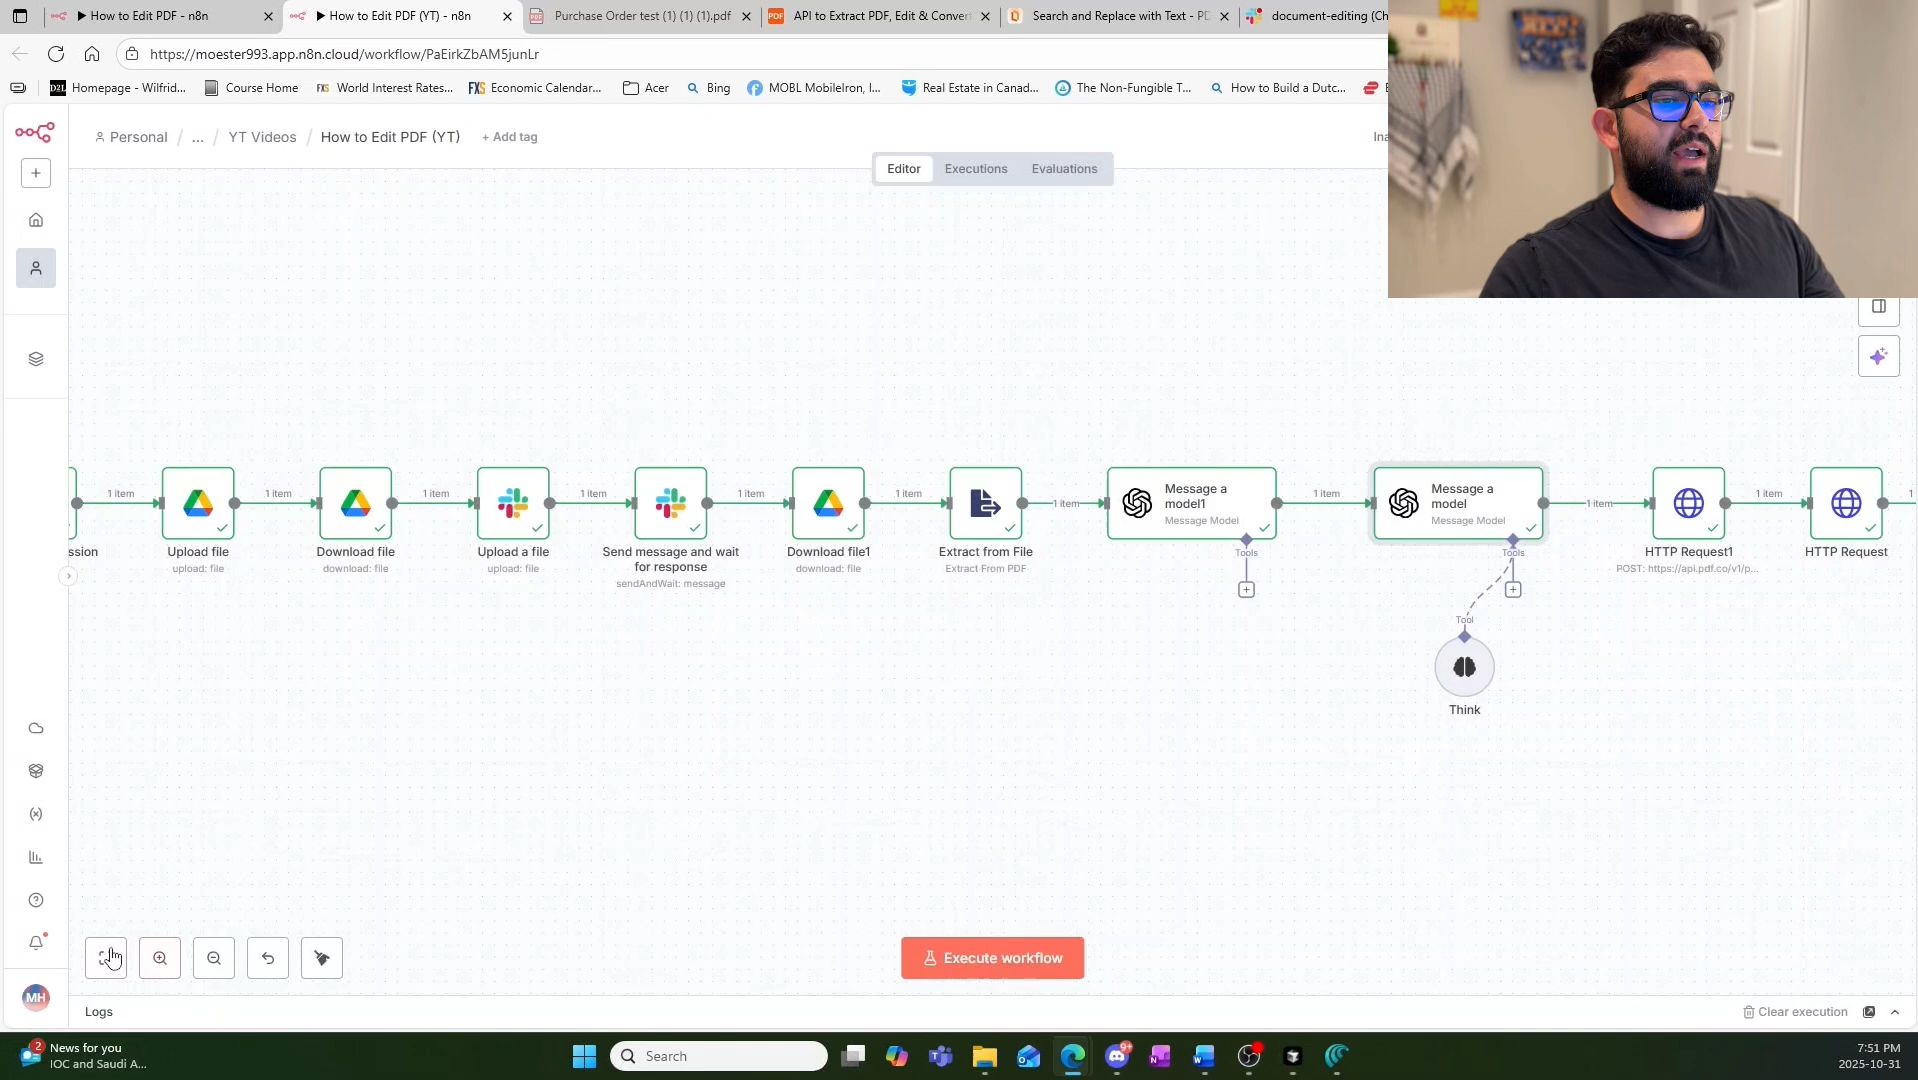 How to Edit PDF - n8n
How to Edit PDF (YT) - n8n
Purchase Order test (1) (1) (1).pdf
API to Extract PDF, Edit & Conver
Search and Replace with Text - PD
document-editing (Ch
https://moester993.app.n8n.cloud/workflow/PaEirkZbAM5junLr
Homepage - Wilfrid...
Course Home
World Interest Rates...
Economic Calendar...
Acer
Bing
MOBL MobileIron, I...
Real Estate in Canad...
The Non-Fungible T...
How to Build a Dutc...
Personal / ... / YT Videos / How to Edit PDF (YT) + Add tag
Ina
Editor Executions Evaluations
1 item 1 item 1 item 1 item 1 item 1 item 1 item 1 item 1 item 1 item 1
Message a
model1
Message Model
Message a
model
Message Model
ssion
Upload file
upload: file
Download file
download: file
Upload a file
upload: file
Send message and wait
for response
sendAndWait: message
Download file1
download: file
Extract from File
Extract From PDF
Tools
Tools
HTTP Request1
POST: https://api.pdf.co/v1/p...
HTTP Request
Tool
Think
Execute workflow
MH
Logs
Clear execution
2
News for you
IOC and Saudi A...
Search
9+
7:51 PM
2025-10-31